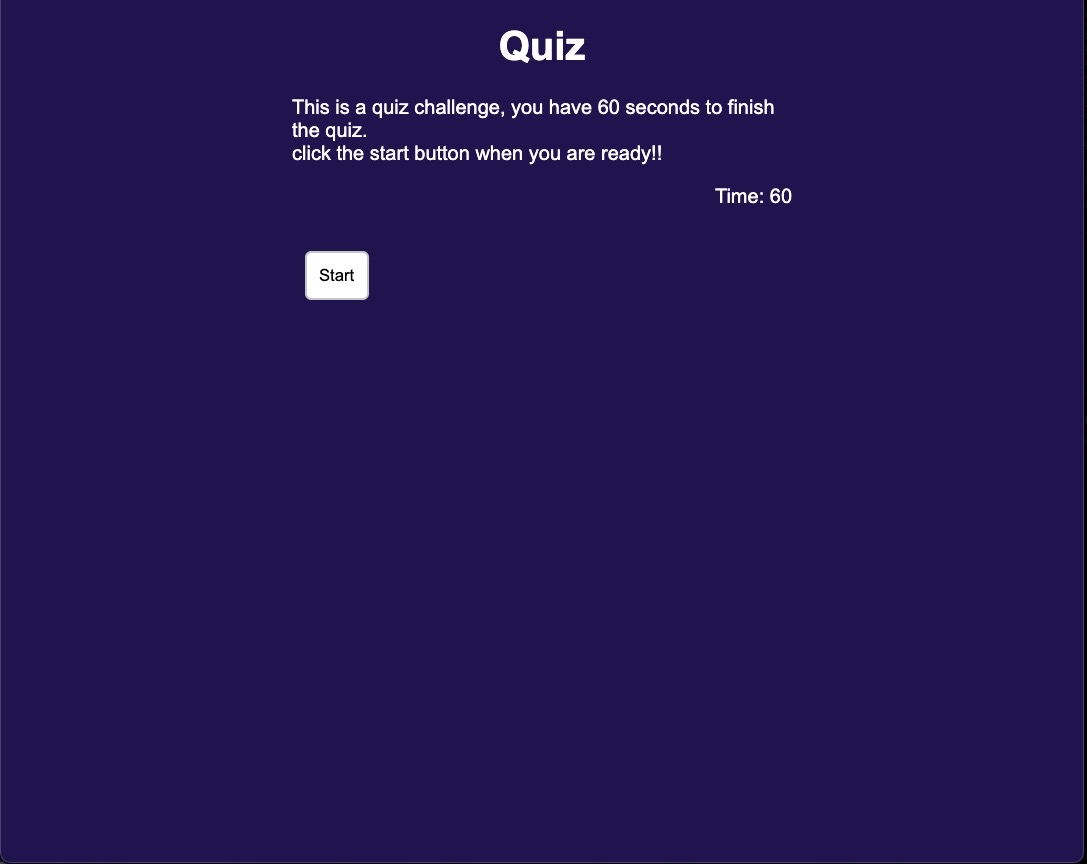 Quiz
This is a quiz challenge, you have 60 seconds to finish
the quiz.
click the start button when you are ready!!
Time: 60
Start